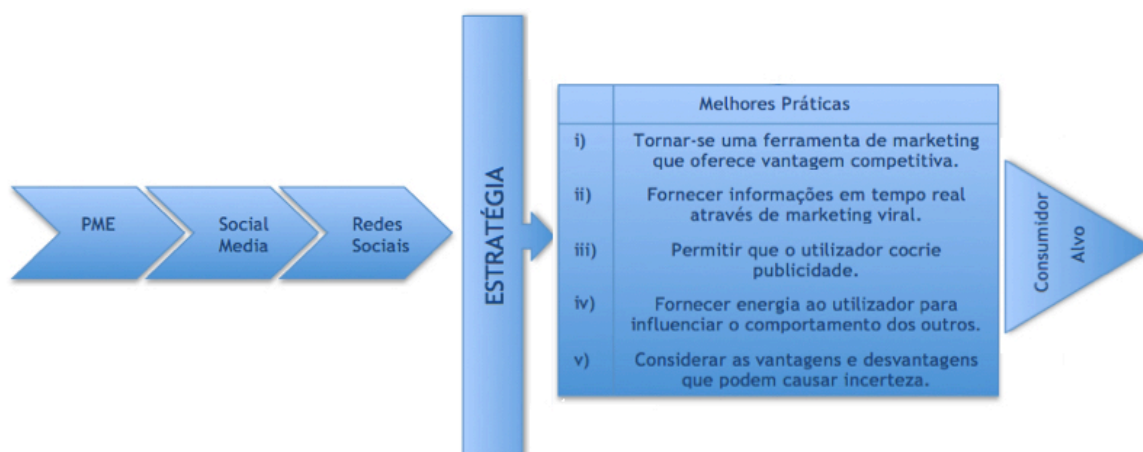 PME
Social
Media
Redes
Sociais
ESTRATÉGIA
Melhores Práticas
i) Tornar-se uma ferramenta de marketing
que oferece vantagem competitiva.
ii) Fornecer informações em tempo real
através de marketing viral.
iii) Permitir que o utilizador cocrie
publicidade.
iv) Fornecer energia ao utilizador para
influenciar o comportamento dos outros.
v) Considerar as vantagens e desvantagens
que podem causar incerteza.
Consumidor
Alvo